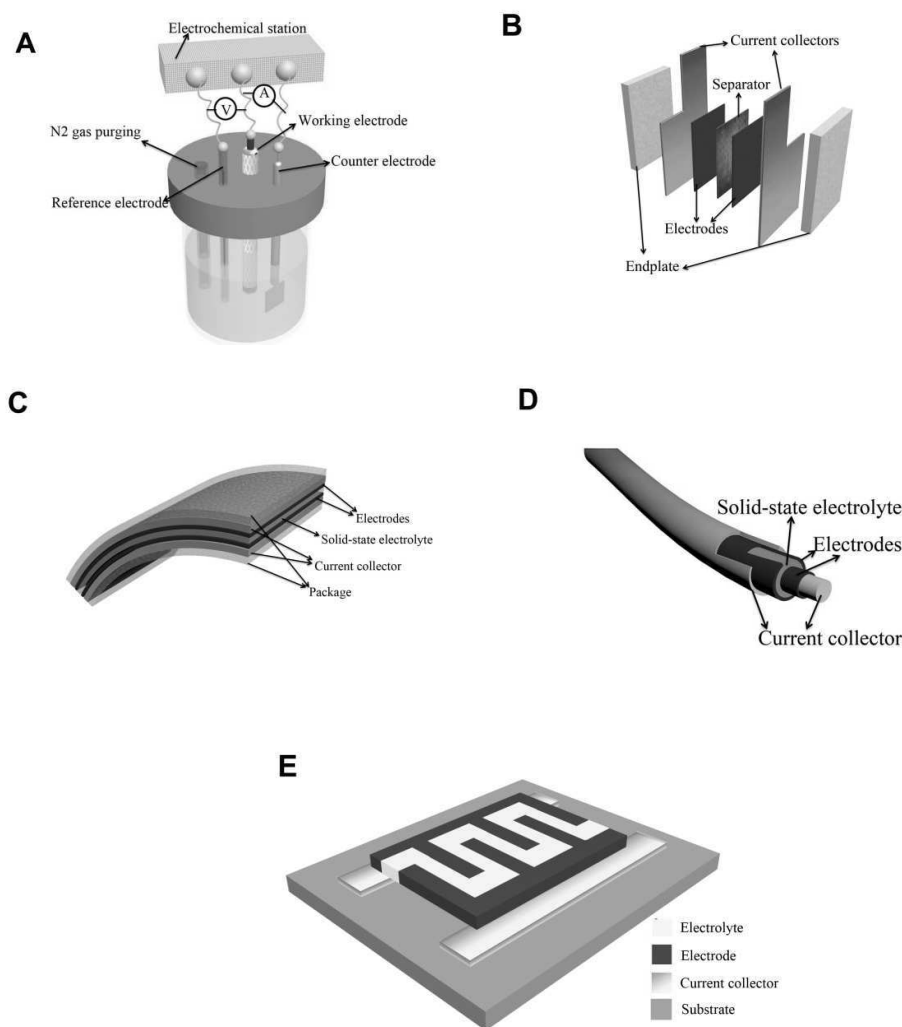 A
Electrochemical station
V
A
N2 gas purging
Working electrode
Counter electrode
Reference electrode
B
Current collectors
Separator
Electrodes
Endplate
C
Electrodes
Solid-state electrolyte
Current collector
Package
D
Solid-state electrolyte
Electrodes
Current collector
E
Electrolyte
Electrode
Current collector
Substrate